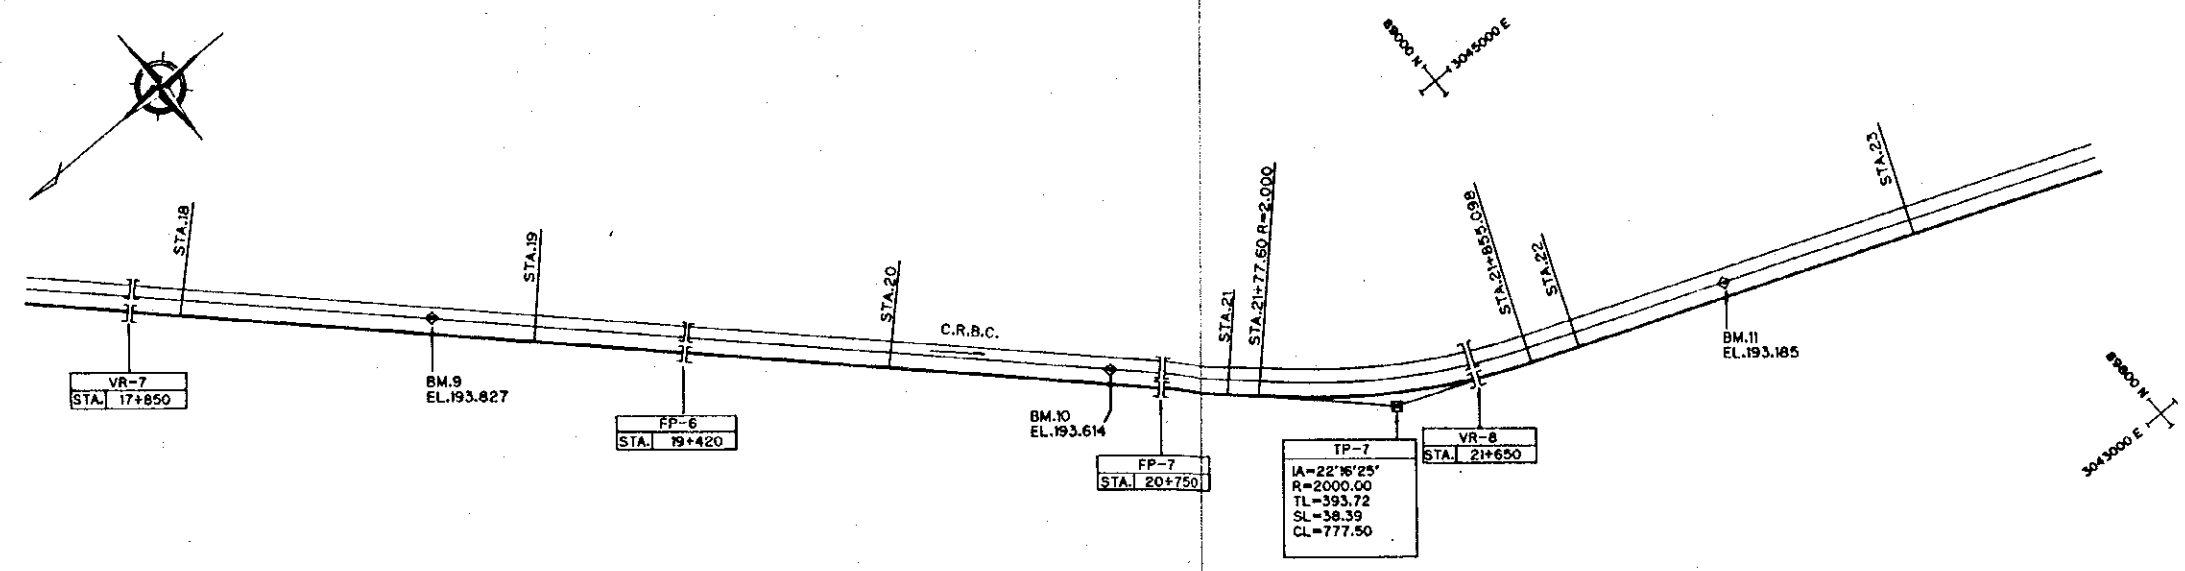 89000 N
3045000 E
STA.18
STA.19
STA.20
STA.21
STA.21+77.60 R=2.000
STA.21+855.098
STA.22
STA.23
C.R.B.C.
VR-7
STA. 17+850
BM.9
EL.193.827
FP-6
STA. 19+420
BM.10
EL.193.614
FP-7
STA. 20+750
TP-7
IA=22°16'25"
R=2000.00
TL=393.72
SL=38.39
CL=777.50
VR-8
STA. 21+650
BM.11
EL.193.185
89800 N
3043000 E